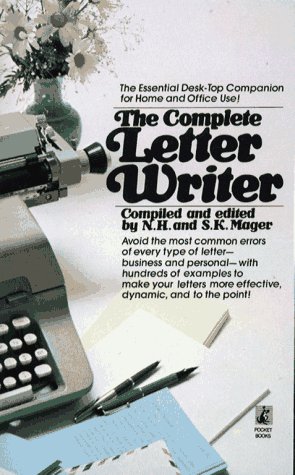 The Essential Desk-Top Companion
for Home and Office Use!
The Complete
Letter
Writer
Compiled and edited
by N.H. and S.K. Mager
Avoid the most common errors
of every type of letter—
business and personal—with
hundreds of examples to
make your letters more effective,
dynamic, and to the point!
POCKET
BOOKS